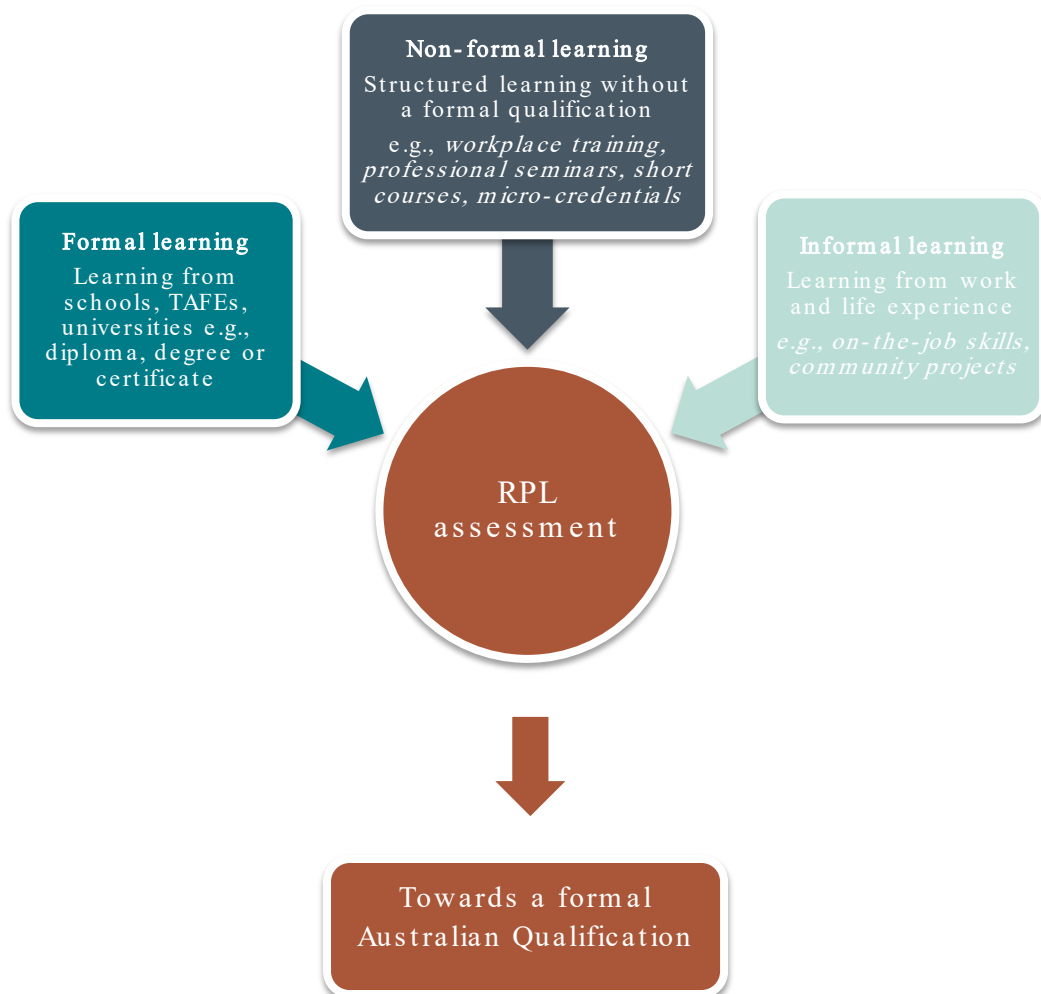 Non-formal learning
Structured learning without
a formal qualification
e.g., workplace training,
professional seminars, short
courses, micro-credentials
Formal learning
Learning from
schools, TAFEs,
universities e.g.,
diploma, degree or
certificate
Informal learning
Learning from work
and life experience
e.g., on-the-job skills,
community projects
RPL
assessment
Towards a formal
Australian Qualification